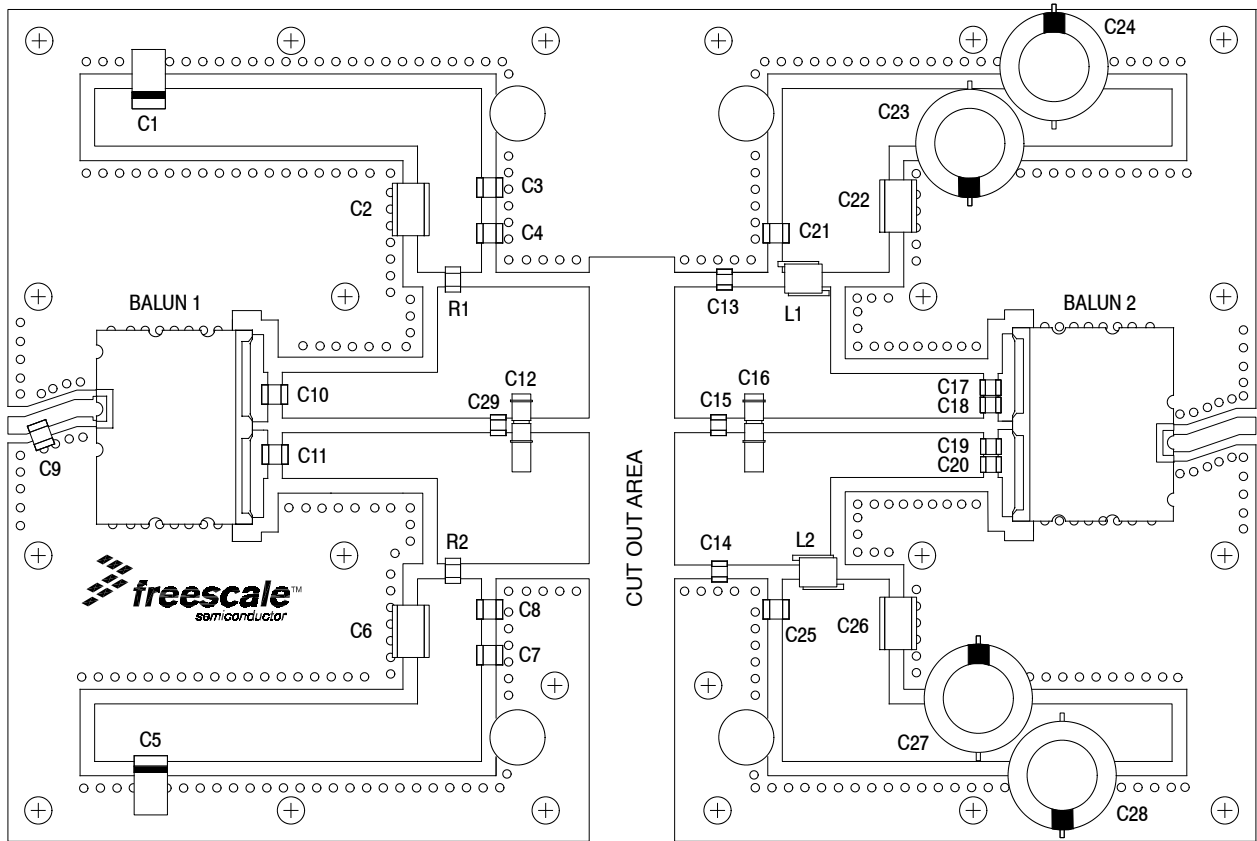 C24
C23
C1
C3
C2
C22
C4
C21
BALUN 1
R1
C13
L1
BALUN 2
C10
C12
C29
C15
C16
C17
C18
C9
C11
C19
C20
CUT OUT AREA
R2
C14
L2
freescale™
semiconductor
C8
C6
C25
C26
C7
C5
C27
C28